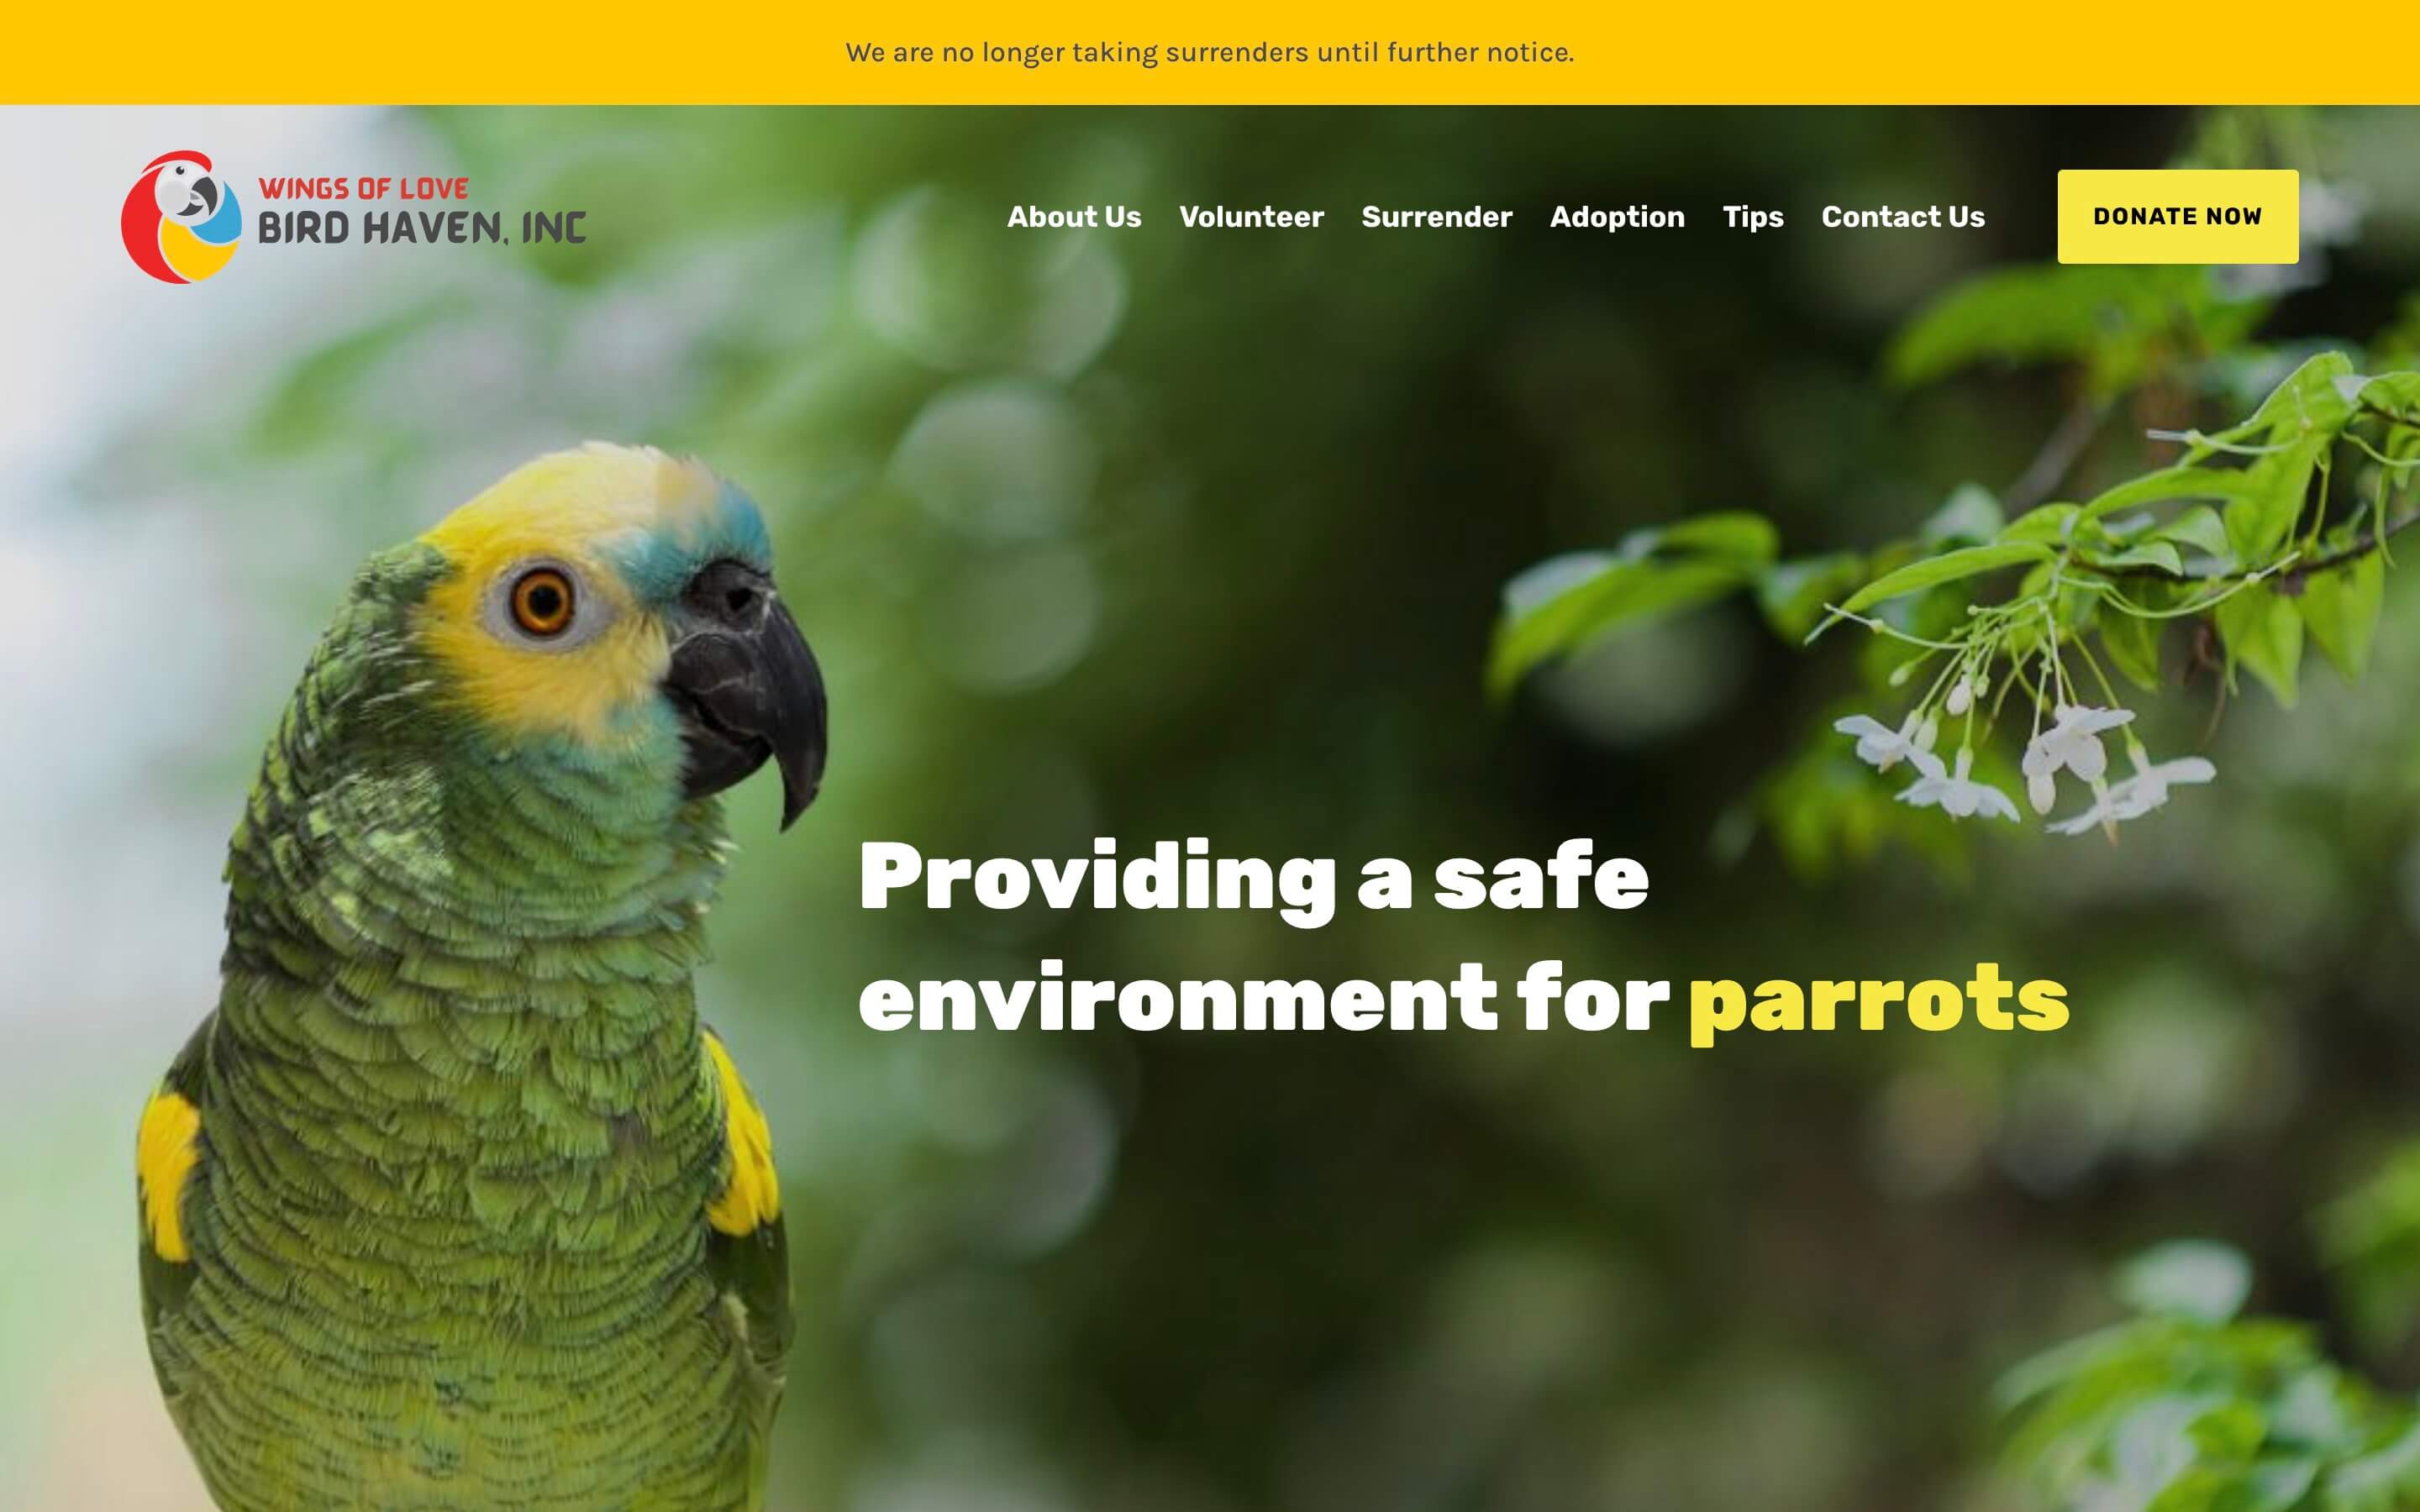 We are no longer taking surrenders until further notice.
WINGS OF LOVE
BIRD HAVEN, INC
About Us Volunteer Surrender Adoption Tips Contact Us DONATE NOW
Providing a safe
environment for parrots